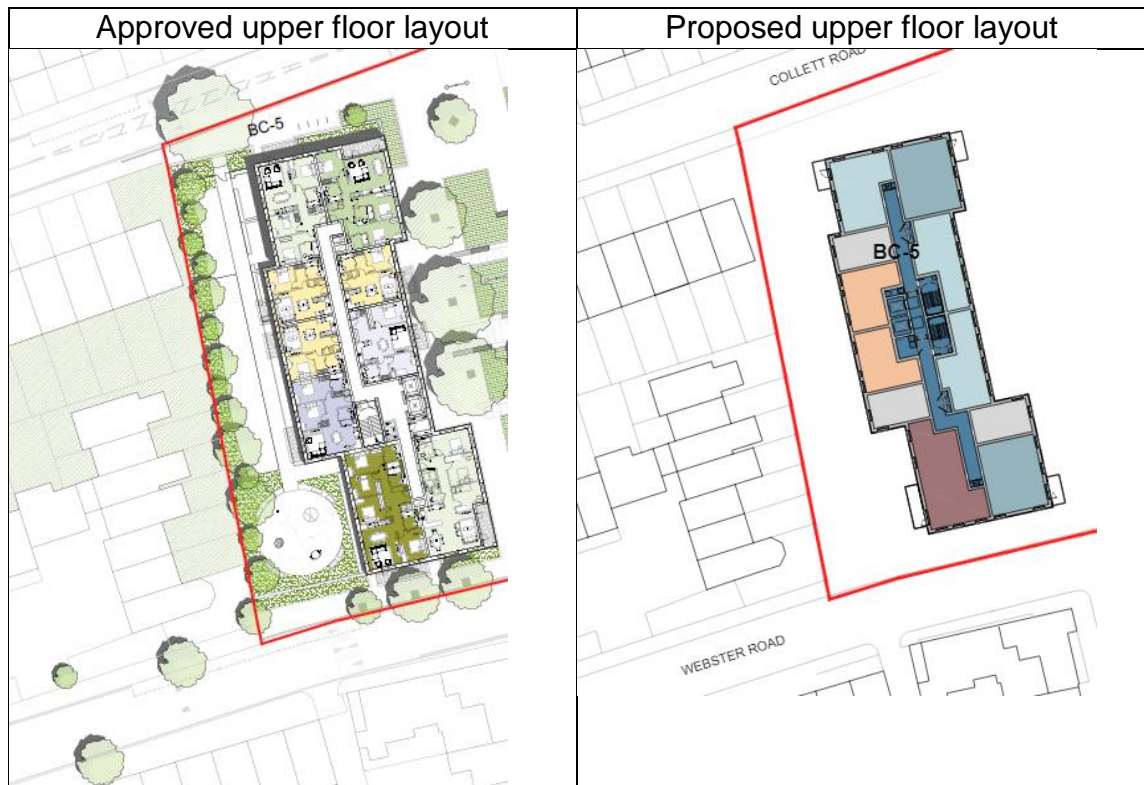 Approved upper floor layout
Proposed upper floor layout
BC-5
COLLETT ROAD
BC-5
WEBSTER ROAD